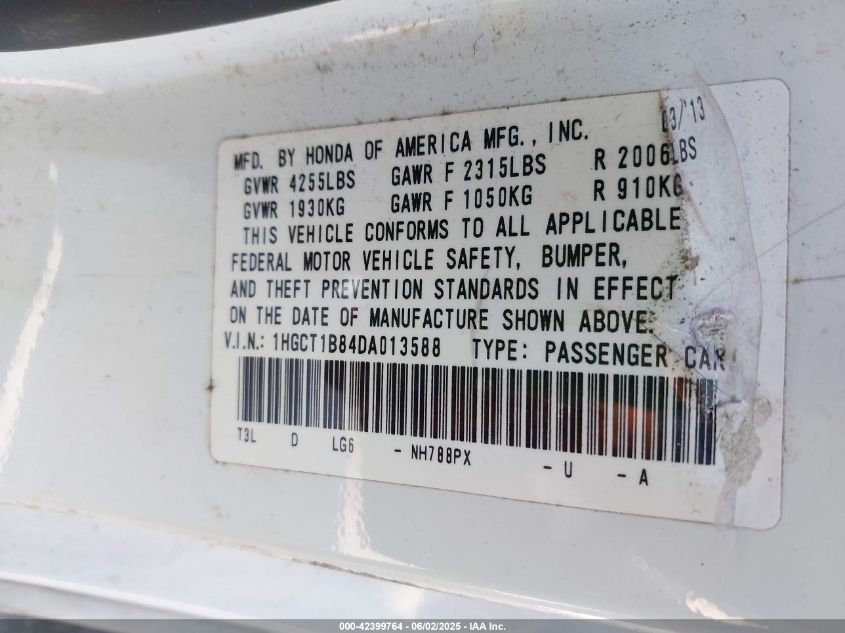 03/'13
MFD. BY HONDA OF AMERICA MFG., INC.
GVWR 4255LBS GAWR F 2315LBS R 2006LBS
GVWR 1930KG GAWR F 1050KG R 910KG
THIS VEHICLE CONFORMS TO ALL APPLICABLE
FEDERAL MOTOR VEHICLE SAFETY, BUMPER,
AND THEFT PREVENTION STANDARDS IN EFFECT
ON THE DATE OF MANUFACTURE SHOWN ABOVE.
V.I.N.: 1HGCT1B84DA013588 TYPE: PASSENGER CAR
T3L D LG6 - NH788PX - U - A
000-42399764 - 06/02/2025 - IAA Inc.